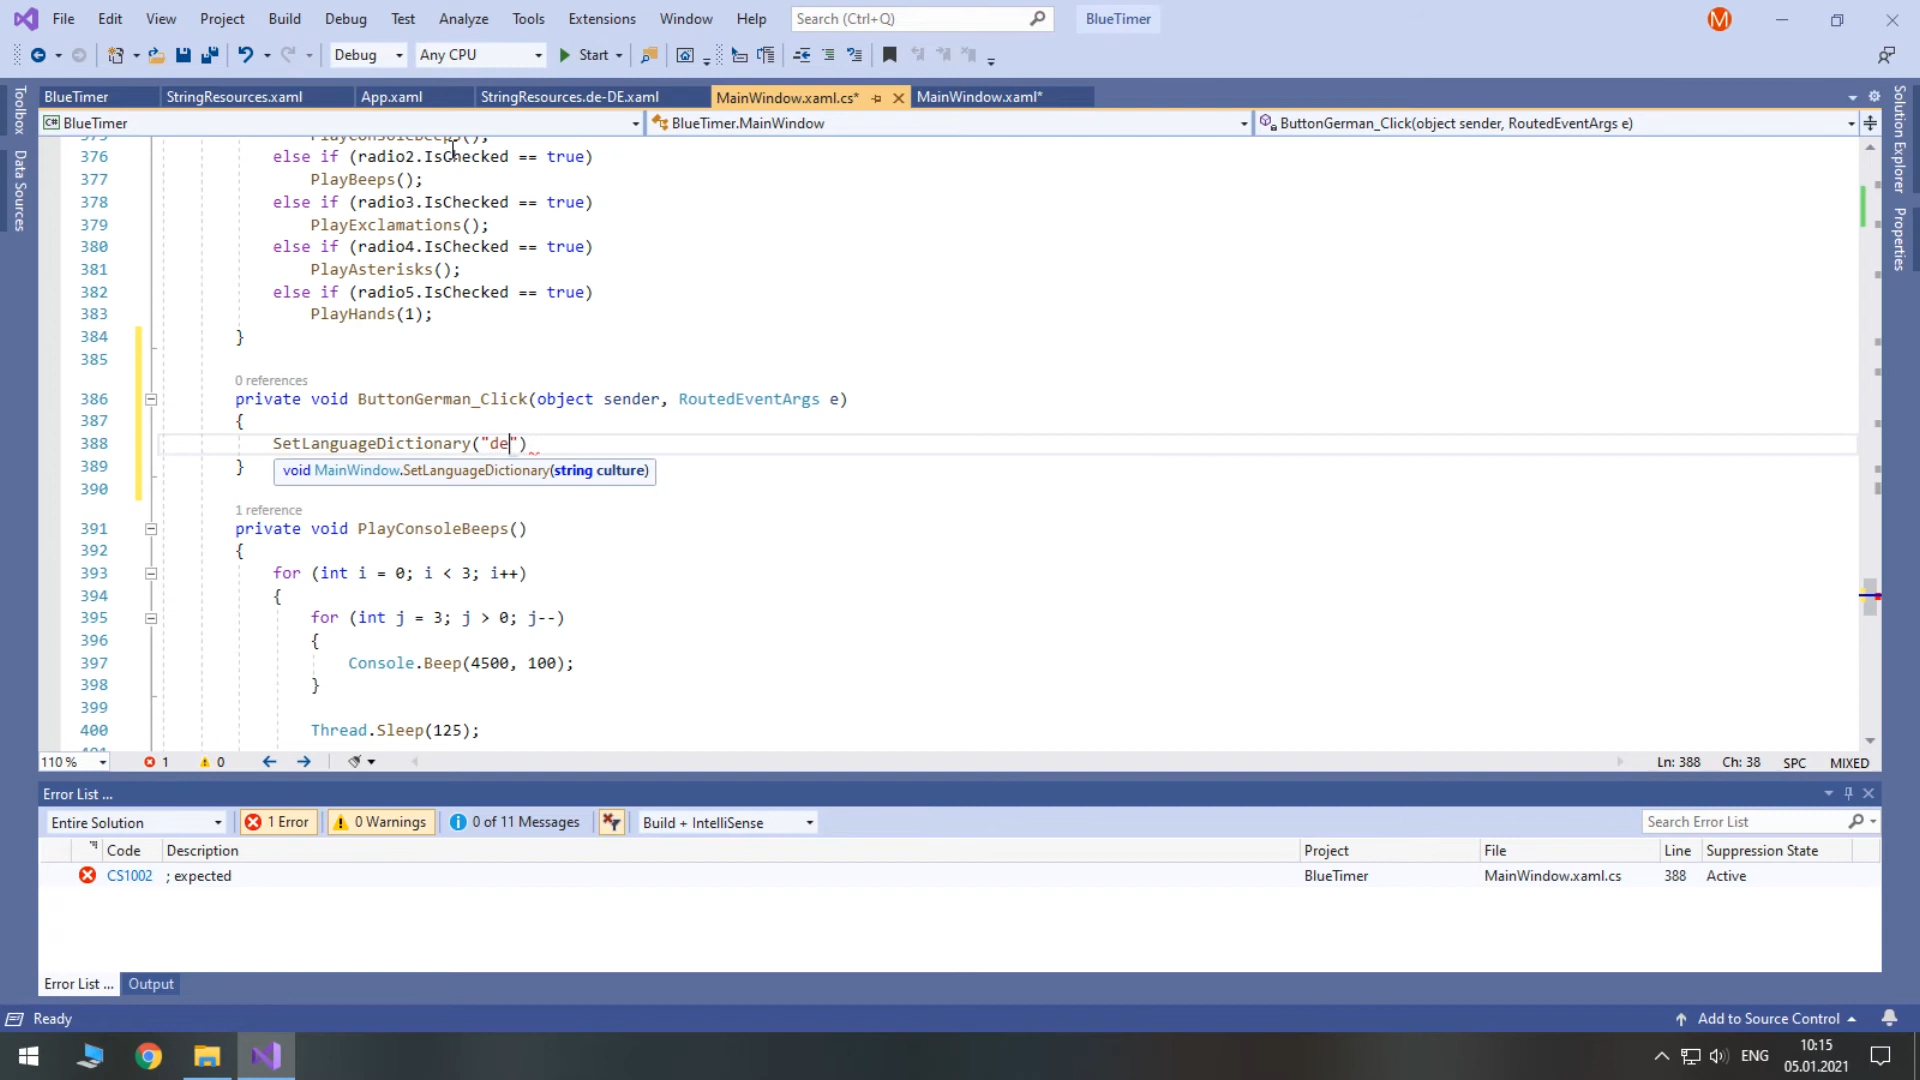 File Edit View Project Build Debug Test Analyze Tools Extensions Window Help Search (Ctrl+Q) BlueTimer M
Debug Any CPU Start
BlueTimer StringResources.xaml App.xaml StringResources.de-DE.xaml MainWindow.xaml.cs* MainWindow.xaml*
C# BlueTimer BlueTimer.MainWindow ButtonGerman_Click(object sender, RoutedEventArgs e)
Toolbox
Data Sources
Solution Explorer
Properties
375 PlayConsoleBeeps();
376 else if (radio2.IsChecked == true)
377 PlayBeeps();
378 else if (radio3.IsChecked == true)
379 PlayExclamations();
380 else if (radio4.IsChecked == true)
381 PlayAsterisks();
382 else if (radio5.IsChecked == true)
383 PlayHands(1);
384 }
385
0 references
386 private void ButtonGerman_Click(object sender, RoutedEventArgs e)
387 {
388 SetLanguageDictionary("de")
389 }
void MainWindow.SetLanguageDictionary(string culture)
390
1 reference
391 private void PlayConsoleBeeps()
392 {
393 for (int i = 0; i < 3; i++)
394 {
395 for (int j = 3; j > 0; j--)
396 {
397 Console.Beep(4500, 100);
398 }
399
400 Thread.Sleep(125);
401
110 % 1 0 Ln: 388 Ch: 38 SPC MIXED
Error List ...
Entire Solution 1 Error 0 Warnings 0 of 11 Messages Build + IntelliSense Search Error List
Code Description Project File Line Suppression State
CS1002 ; expected BlueTimer MainWindow.xaml.cs 388 Active
Error List ... Output
Ready Add to Source Control
ENG 10:15
05.01.2021